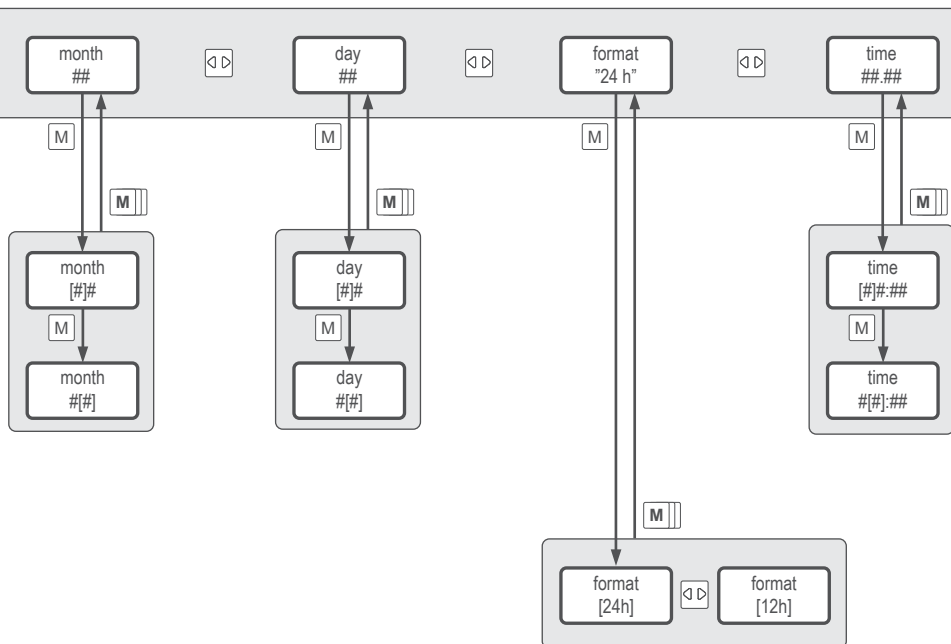 month
##
day
##
format
"24 h"
time
##.##
M
M
M
M
M
M
M
month
[#]#
day
[#]#
time
[#]#:##
M
M
M
month
#[#]
day
#[#]
time
#[#]:##
M
format
[24h]
format
[12h]